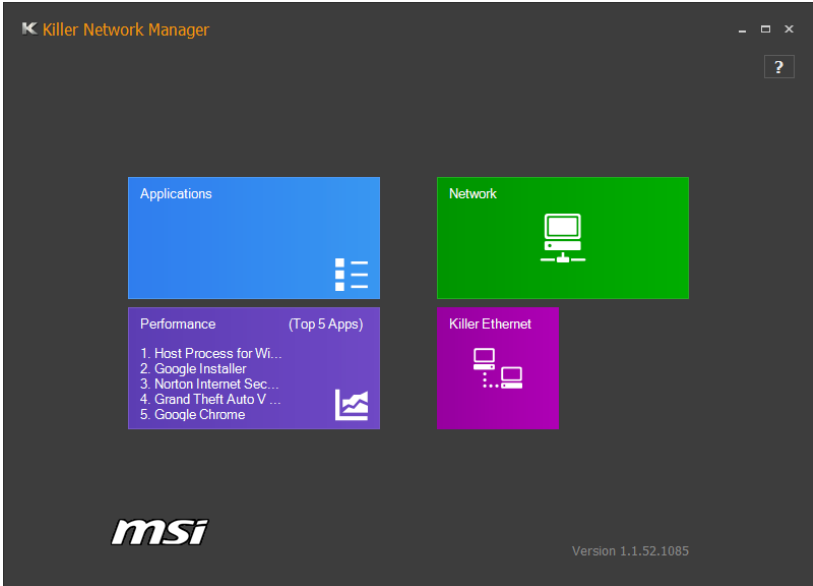 Killer Network Manager
?
Applications
Network
Performance (Top 5 Apps)
1. Host Process for Wi...
2. Google Installer
3. Norton Internet Sec...
4. Grand Theft Auto V ...
5. Google Chrome
Killer Ethernet
msi
Version 1.1.52.1085